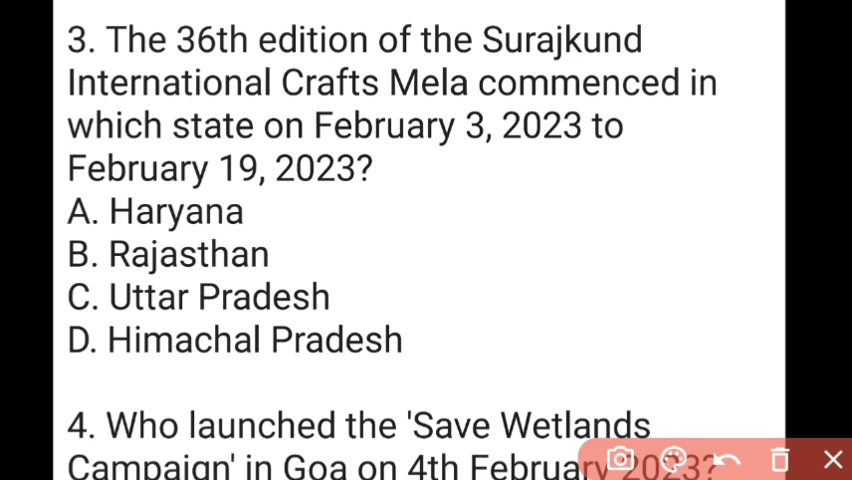 3. The 36th edition of the Surajkund
International Crafts Mela commenced in
which state on February 3, 2023 to
February 19, 2023?
A. Haryana
B. Rajasthan
C. Uttar Pradesh
D. Himachal Pradesh
4. Who launched the 'Save Wetlands
Campaign' in Goa on 4th February 2023?